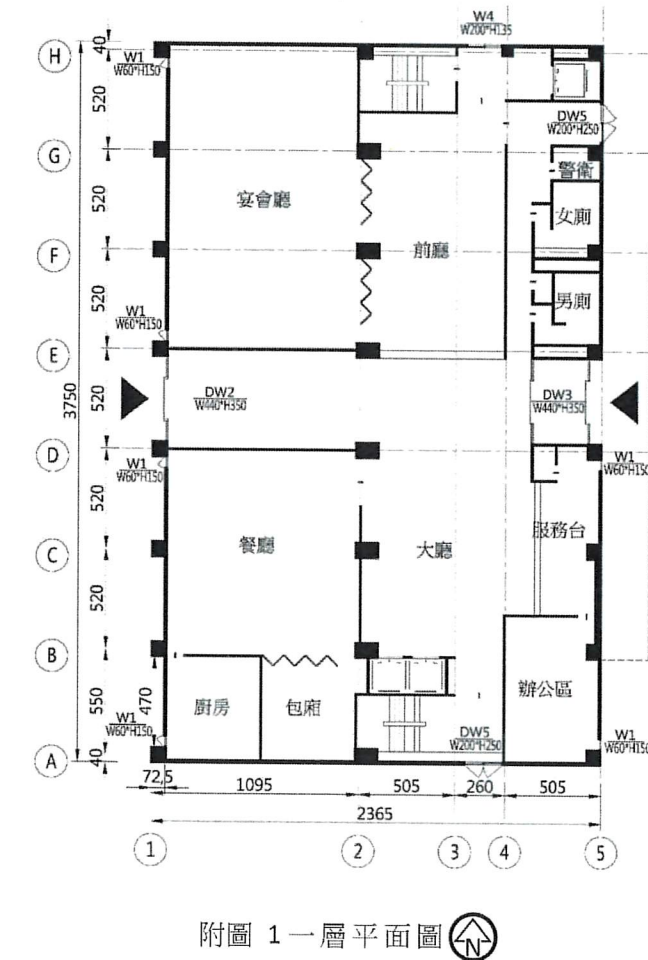 W4
W200*H135
40
H
W1
W60*H150
520
DW5
W200*H250
G
警衛
宴會廳
女廁
520
F
前廳
520
男廁
W1
W60*H150
E
3750
520
DW2
W440*H350
DW3
W440*H350
D
W1
W60*H150
W1
W60*H150
520
服務台
餐廳
大廳
C
520
B
辦公區
550
470
廚房
包廂
W1
W60*H150
DW5
W200*H250
W1
W60*H150
A
40
72,5
1095
505
260
505
2365
1
2
3
4
5
附圖 1 一層平面圖 N